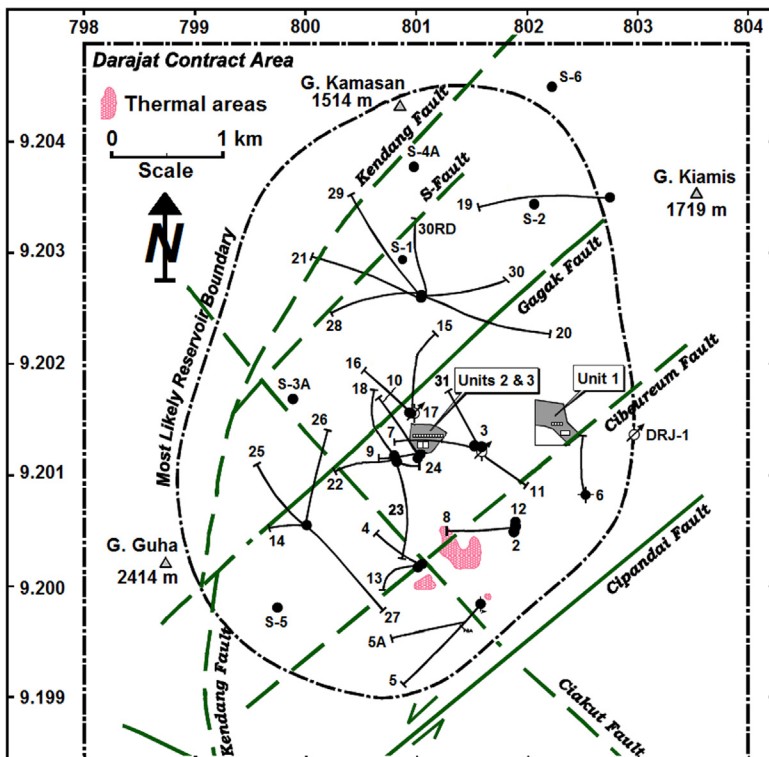 798
799
800
801
802
803
804
Darajat Contract Area
S-6
G. Kamasan
1514 m
Thermal areas
0
1 km
Scale
N
9.204
9.203
9.202
9.201
9.200
9.199
Kendang Fault
S-Fault
S-4A
G. Kiamis
1719 m
29
19
S-2
30RD
S-1
21
30
Gagak Fault
28
20
15
Most Likely Reservoir Boundary
16
10
31
Units 2 & 3
Unit 1
Cibeureum Fault
S-3A
18
17
26
7
3
DRJ-1
25
9
24
22
11
6
23
12
8
4
2
14
Cipandai Fault
G. Guha
2414 m
13
27
S-5
5A
5
Kendang Fault
Ciakut Fault